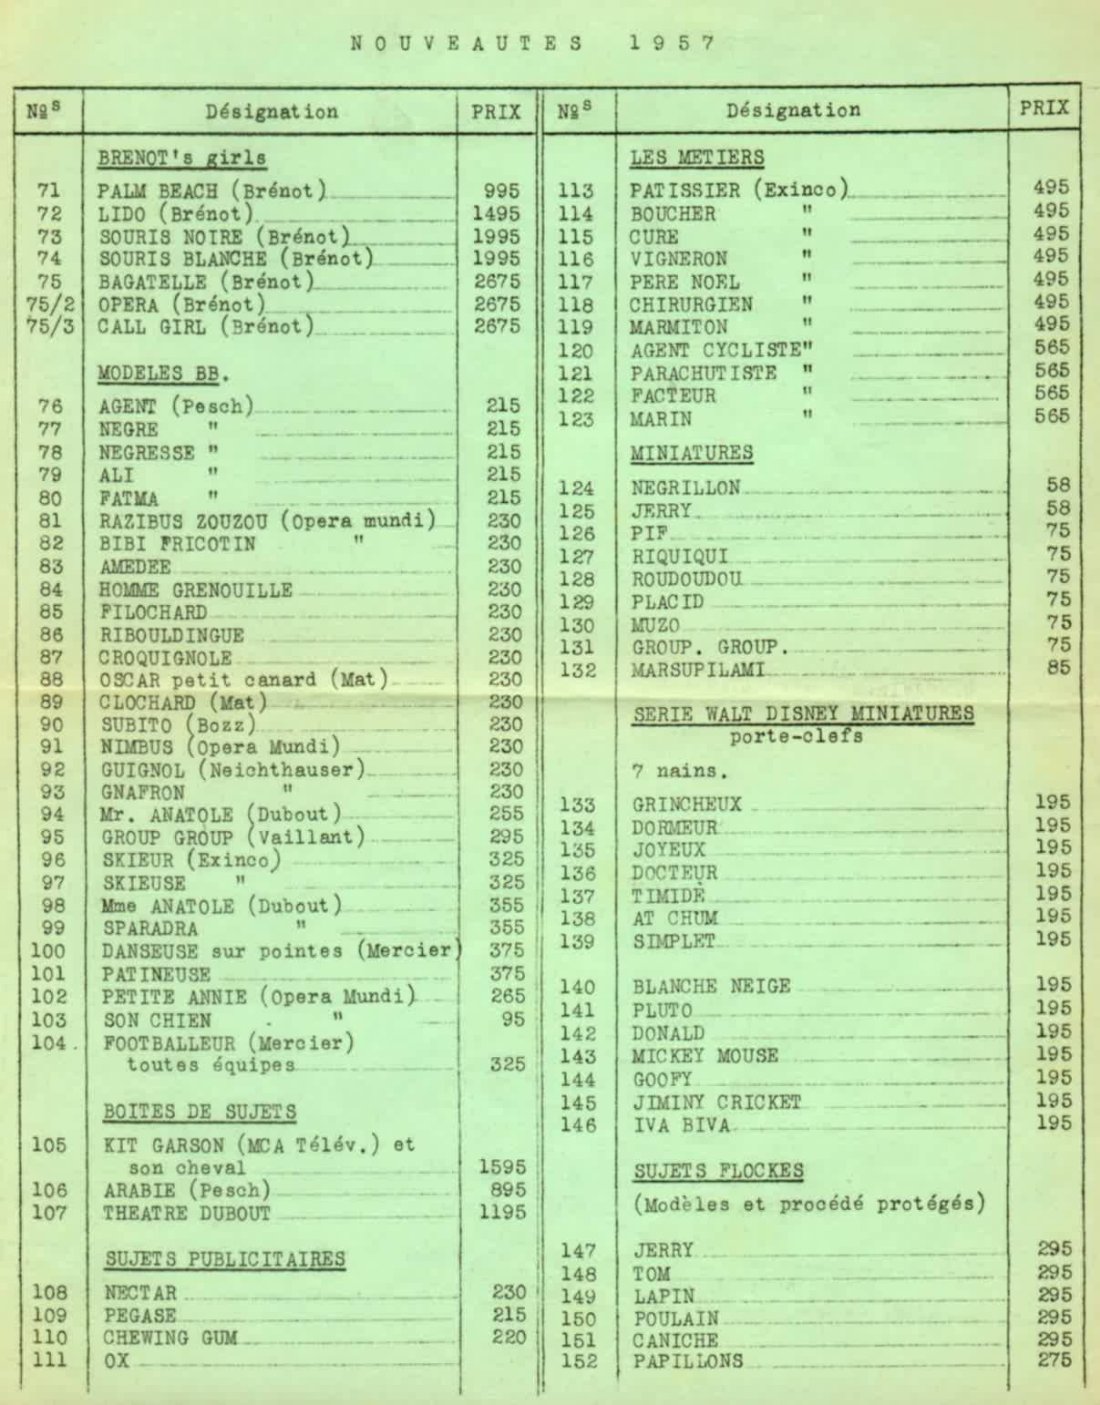 NOUVEAUTES 1957
Nºs Désignation PRIX
BRENOT's girls
71 PALM BEACH (Brénot) 995
72 LIDO (Brénot) 1495
73 SOURIS NOIRE (Brénot) 1995
74 SOURIS BLANCHE (Brénot) 1995
75 BAGATELLE (Brénot) 2675
75/2 OPERA (Brénot) 2675
75/3 CALL GIRL (Brénot) 2675
MODELES BB.
76 AGENT (Pesch) 215
77 NEGRE " 215
78 NEGRESSE " 215
79 ALI " 215
80 FATMA " 215
81 RAZIBUS ZOUZOU (Opera mundi) 230
82 BIBI FRICOTIN " 230
83 AMEDEE 230
84 HOMME GRENOUILLE 230
85 FILOCHARD 230
86 RIBOULDINGUE 230
87 CROQUIGNOLE 230
88 OSCAR petit canard (Mat) 230
89 CLOCHARD (Mat) 230
90 SUBITO (Bozz) 230
91 NIMBUS (Opera Mundi) 230
92 GUIGNOL (Neichthauser) 230
93 GNAFRON " 230
94 Mr. ANATOLE (Dubout) 255
95 GROUP GROUP (Vaillant) 295
96 SKIEUR (Exinco) 325
97 SKIEUSE " 325
98 Mme ANATOLE (Dubout) 355
99 SPARADRA " 355
100 DANSEUSE sur pointes (Mercier) 375
101 PATINEUSE 375
102 PETITE ANNIE (Opera Mundi) 265
103 SON CHIEN " 95
104. FOOTBALLEUR (Mercier)
toutes équipes 325
BOITES DE SUJETS
105 KIT GARSON (MCA Télév.) et
son cheval 1595
106 ARABIE (Pesch) 895
107 THEATRE DUBOUT 1195
SUJETS PUBLICITAIRES
108 NECTAR 230
109 PEGASE 215
110 CHEWING GUM 220
111 OX
Nºs Désignation PRIX
LES METIERS
113 PATISSIER (Exinco) 495
114 BOUCHER " 495
115 CURE " 495
116 VIGNERON " 495
117 PERE NOEL " 495
118 CHIRURGIEN " 495
119 MARMITON " 495
120 AGENT CYCLISTE" 565
121 PARACHUTISTE " 565
122 FACTEUR " 565
123 MARIN " 565
MINIATURES
124 NEGRILLON 58
125 JERRY 58
126 PIF 75
127 RIQUIQUI 75
128 ROUDOUDOU 75
129 PLACID 75
130 MUZO 75
131 GROUP. GROUP. 75
132 MARSUPILAMI 85
SERIE WALT DISNEY MINIATURES
porte-clefs
7 nains.
133 GRINCHEUX 195
134 DORMEUR 195
135 JOYEUX 195
136 DOCTEUR 195
137 TIMIDE 195
138 AT CHUM 195
139 SIMPLET 195
140 BLANCHE NEIGE 195
141 PLUTO 195
142 DONALD 195
143 MICKEY MOUSE 195
144 GOOFY 195
145 JIMINY CRICKET 195
146 IVA BIVA 195
SUJETS FLOCKES
(Modèles et procédé protégés)
147 JERRY 295
148 TOM 295
149 LAPIN 295
150 POULAIN 295
151 CANICHE 295
152 PAPILLONS 275